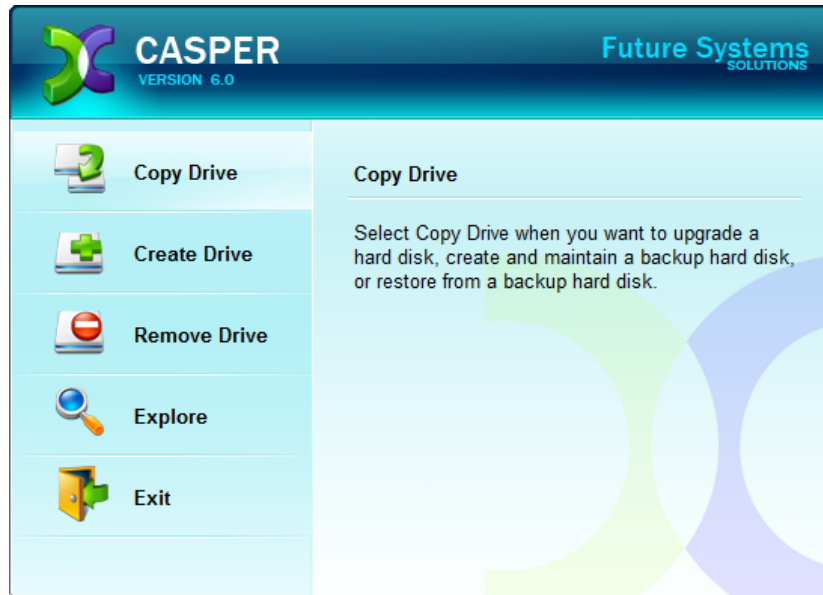 CASPER
VERSION 6.0
Future Systems
SOLUTIONS
Copy Drive
Create Drive
Remove Drive
Explore
Exit
Copy Drive
Select Copy Drive when you want to upgrade a
hard disk, create and maintain a backup hard disk,
or restore from a backup hard disk.